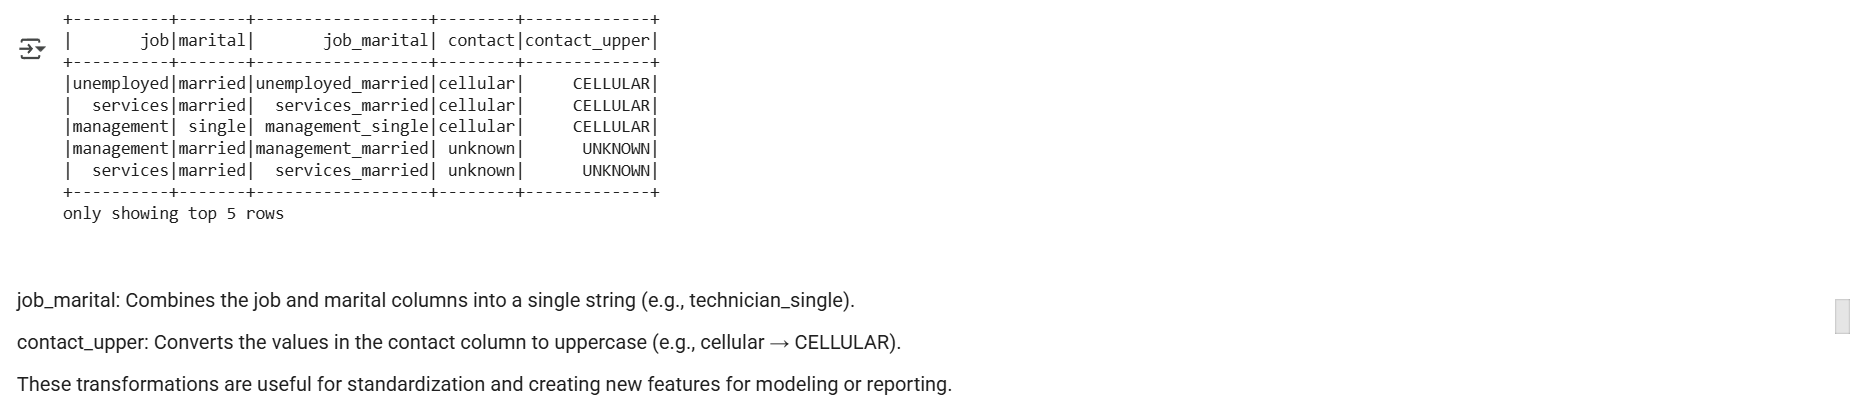 +----------+-------+------------------+--------+-------------+
|       job|marital|       job_marital| contact|contact_upper|
+----------+-------+------------------+--------+-------------+
|unemployed|married|unemployed_married|cellular|     CELLULAR|
|  services|married|  services_married|cellular|     CELLULAR|
|management| single| management_single|cellular|     CELLULAR|
|management|married|management_married| unknown|      UNKNOWN|
|  services|married|  services_married| unknown|      UNKNOWN|
+----------+-------+------------------+--------+-------------+
only showing top 5 rows
job_marital: Combines the job and marital columns into a single string (e.g., technician_single).
contact_upper: Converts the values in the contact column to uppercase (e.g., cellular → CELLULAR).
These transformations are useful for standardization and creating new features for modeling or reporting.